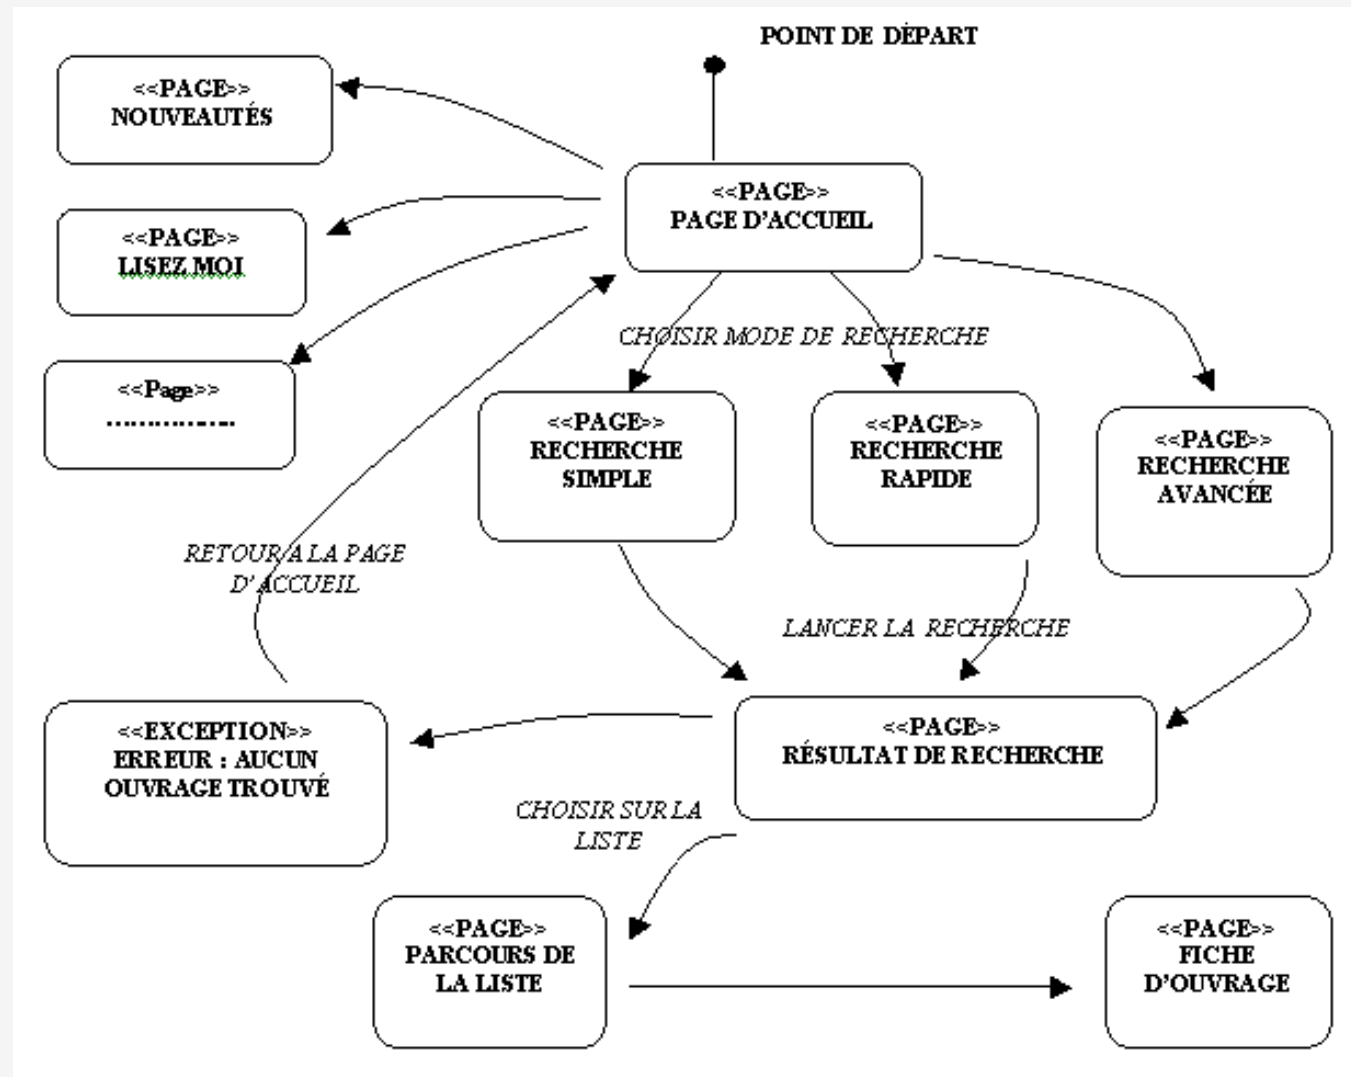 POINT DE DÉPART
<<PAGE>>
NOUVEAUTÉS
<<PAGE>>
PAGE D'ACCUEIL
<<PAGE>>
LISEZ MOI
CHOISIR MODE DE RECHERCHE
<<Page>>
...............
<<PAGE>>
RECHERCHE
SIMPLE
<<PAGE>>
RECHERCHE
RAPIDE
<<PAGE>>
RECHERCHE
AVANCÉE
RETOUR A LA PAGE
D'ACCUEIL
LANCER LA RECHERCHE
<<EXCEPTION>>
ERREUR : AUCUN
OUVRAGE TROUVÉ
<<PAGE>>
RÉSULTAT DE RECHERCHE
CHOISIR SUR LA
LISTE
<<PAGE>>
PARCOURS DE
LA LISTE
<<PAGE>>
FICHE
D'OUVRAGE